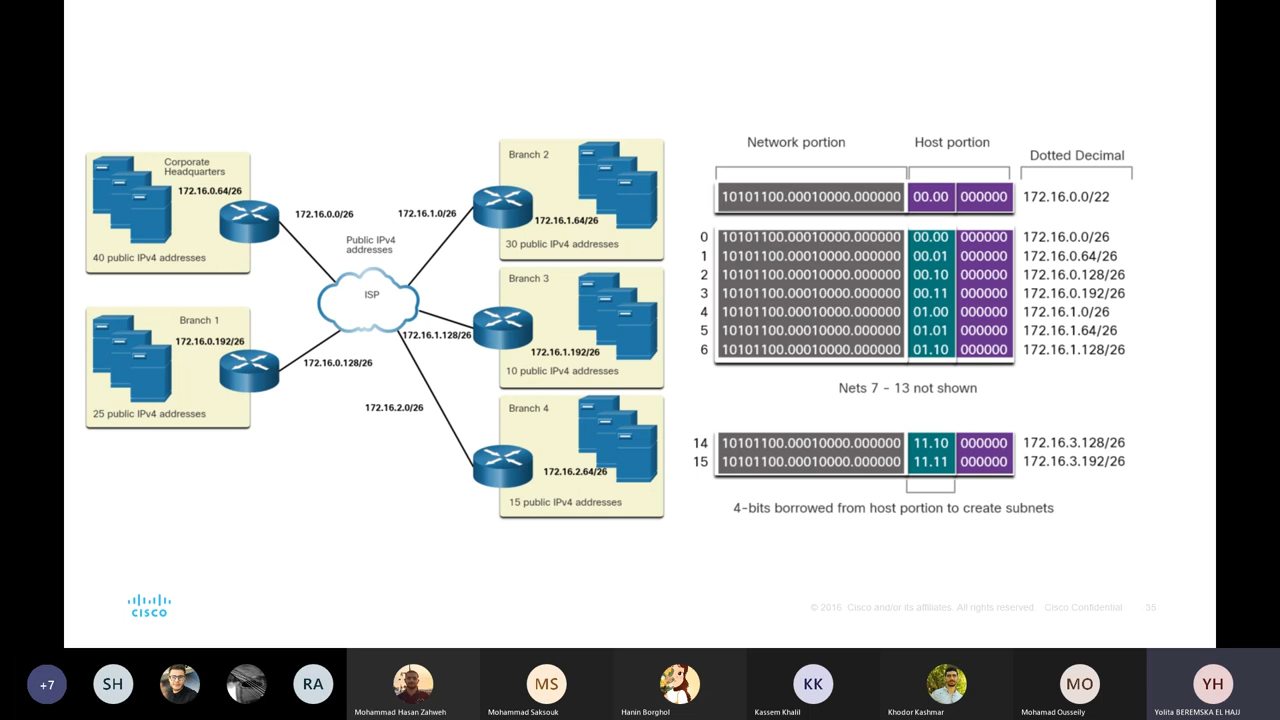 Corporate
Headquarters
172.16.0.64/26
40 public IPv4 addresses
172.16.0.0/26
Branch 1
172.16.0.192/26
25 public IPv4 addresses
172.16.0.128/26
Public IPv4
addresses
ISP
172.16.1.0/26
Branch 2
172.16.1.64/26
30 public IPv4 addresses
Branch 3
172.16.1.128/26
172.16.1.192/26
10 public IPv4 addresses
172.16.2.0/26
Branch 4
172.16.2.64/26
15 public IPv4 addresses
Network portion Host portion Dotted Decimal
10101100.00010000.000000 00.00 000000 172.16.0.0/22
0 10101100.00010000.000000 00.00 000000 172.16.0.0/26
1 10101100.00010000.000000 00.01 000000 172.16.0.64/26
2 10101100.00010000.000000 00.10 000000 172.16.0.128/26
3 10101100.00010000.000000 00.11 000000 172.16.0.192/26
4 10101100.00010000.000000 01.00 000000 172.16.1.0/26
5 10101100.00010000.000000 01.01 000000 172.16.1.64/26
6 10101100.00010000.000000 01.10 000000 172.16.1.128/26
Nets 7 - 13 not shown
14 10101100.00010000.000000 11.10 000000 172.16.3.128/26
15 10101100.00010000.000000 11.11 000000 172.16.3.192/26
4-bits borrowed from host portion to create subnets
CISCO
© 2016 Cisco and/or its affiliates. All rights reserved. Cisco Confidential 35
+7 SH RA MS KK MO YH
Mohammad Hasan Zahweh Mohammad Saksouk Hanin Borghol Kassem Khalil Khodor Kashmar Mohamad Ousseily Yolita BEREMSKA EL HAJJ